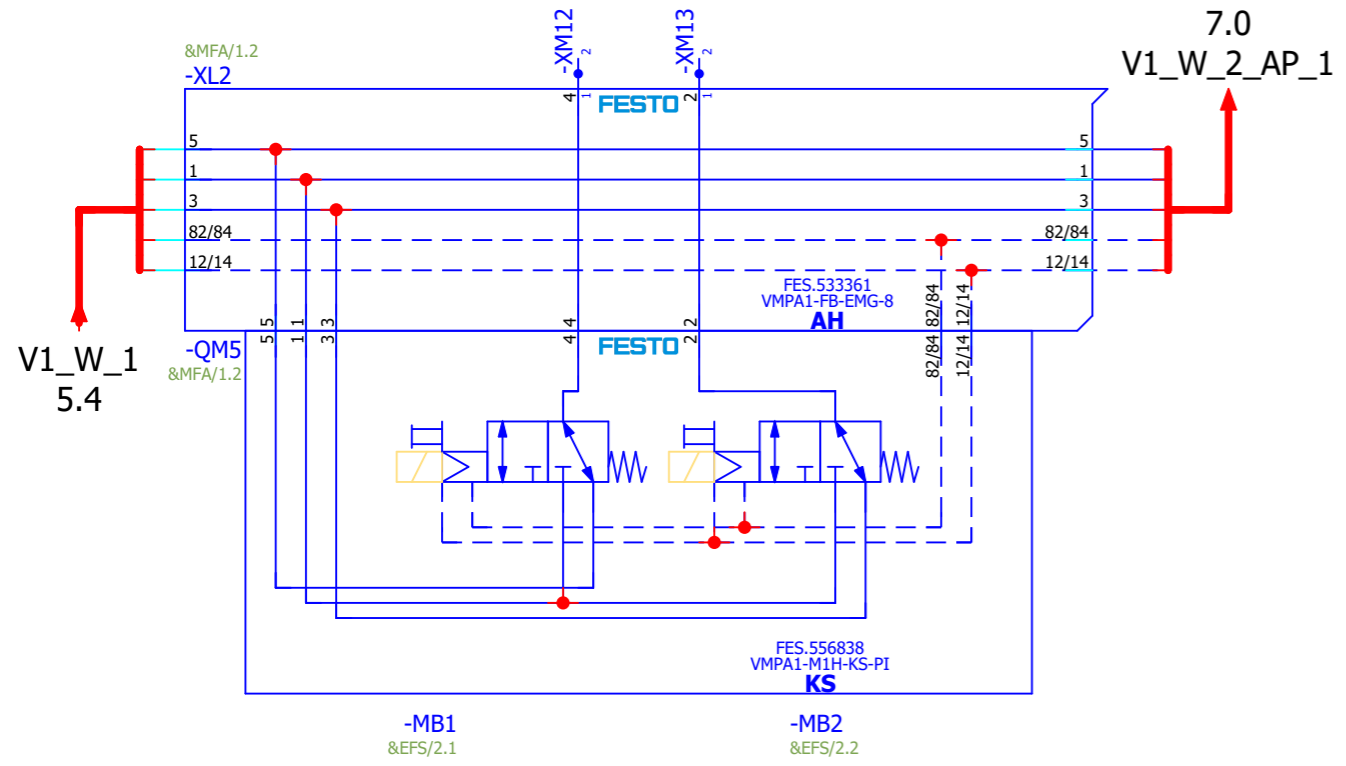 7.0
V1_W_2_AP_1
-XM12
2
-XM13
2
&MFA/1.2
-XL2
4
1
FESTO
2
1
5
5
1
1
3
3
82/84
82/84
12/14
12/14
FES.533361
VMPA1-FB-EMG-8
AH
5
1
3
4
2
82/84
12/14
V1_W_1
5.4
-QM5
&MFA/1.2
5
1
3
4
FESTO
2
82/84
12/14
FES.556838
VMPA1-M1H-KS-PI
KS
-MB1
&EFS/2.1
-MB2
&EFS/2.2